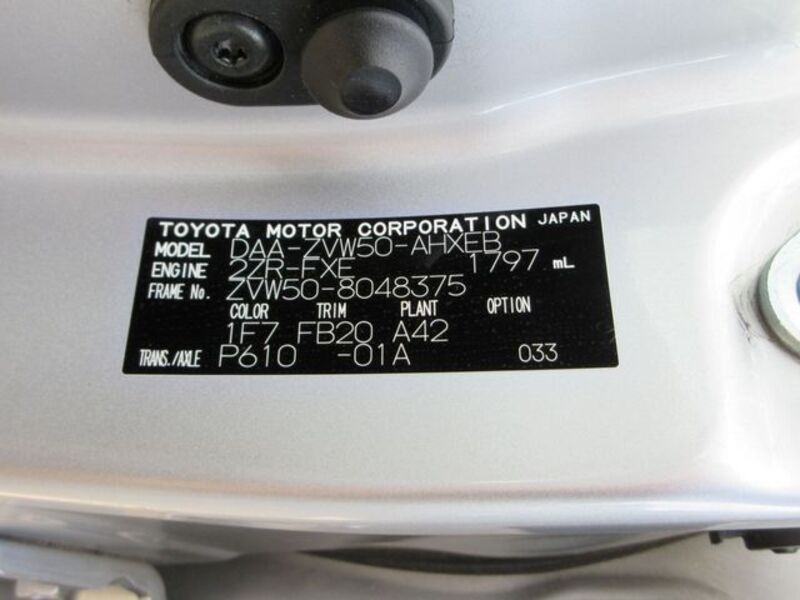 TOYOTA MOTOR CORPORATION JAPAN
MODEL DAA-ZVW50-AHXEB
ENGINE 2ZR-FXE 1797 mL
FRAME No. ZVW50-8048375
COLOR TRIM PLANT OPTION
1F7 FB20 A42
TRANS./AXLE P610 -01A 033